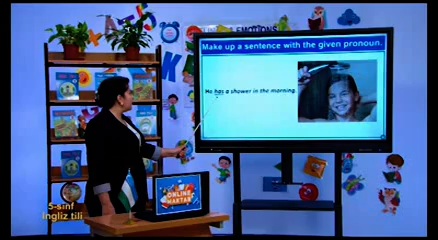 Make up a sentence with the given pronoun.
He has a shower in the morning.
ONLINE
MAKTAB
5-sinf
Ingliz tili